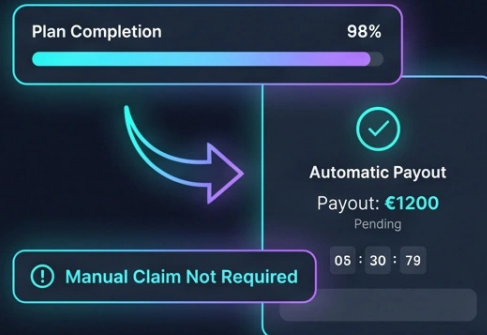 Plan Completion 98%
Automatic Payout
Payout: €1200
Pending
05 : 30 : 79
Manual Claim Not Required